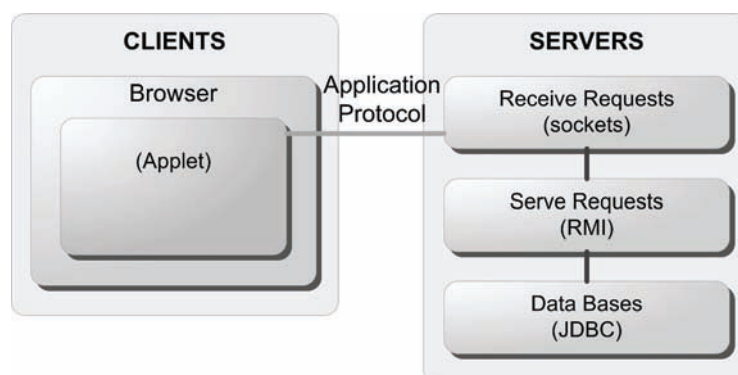 CLIENTS
Browser
(Applet)
Application
Protocol
SERVERS
Receive Requests
(sockets)
Serve Requests
(RMI)
Data Bases
(JDBC)